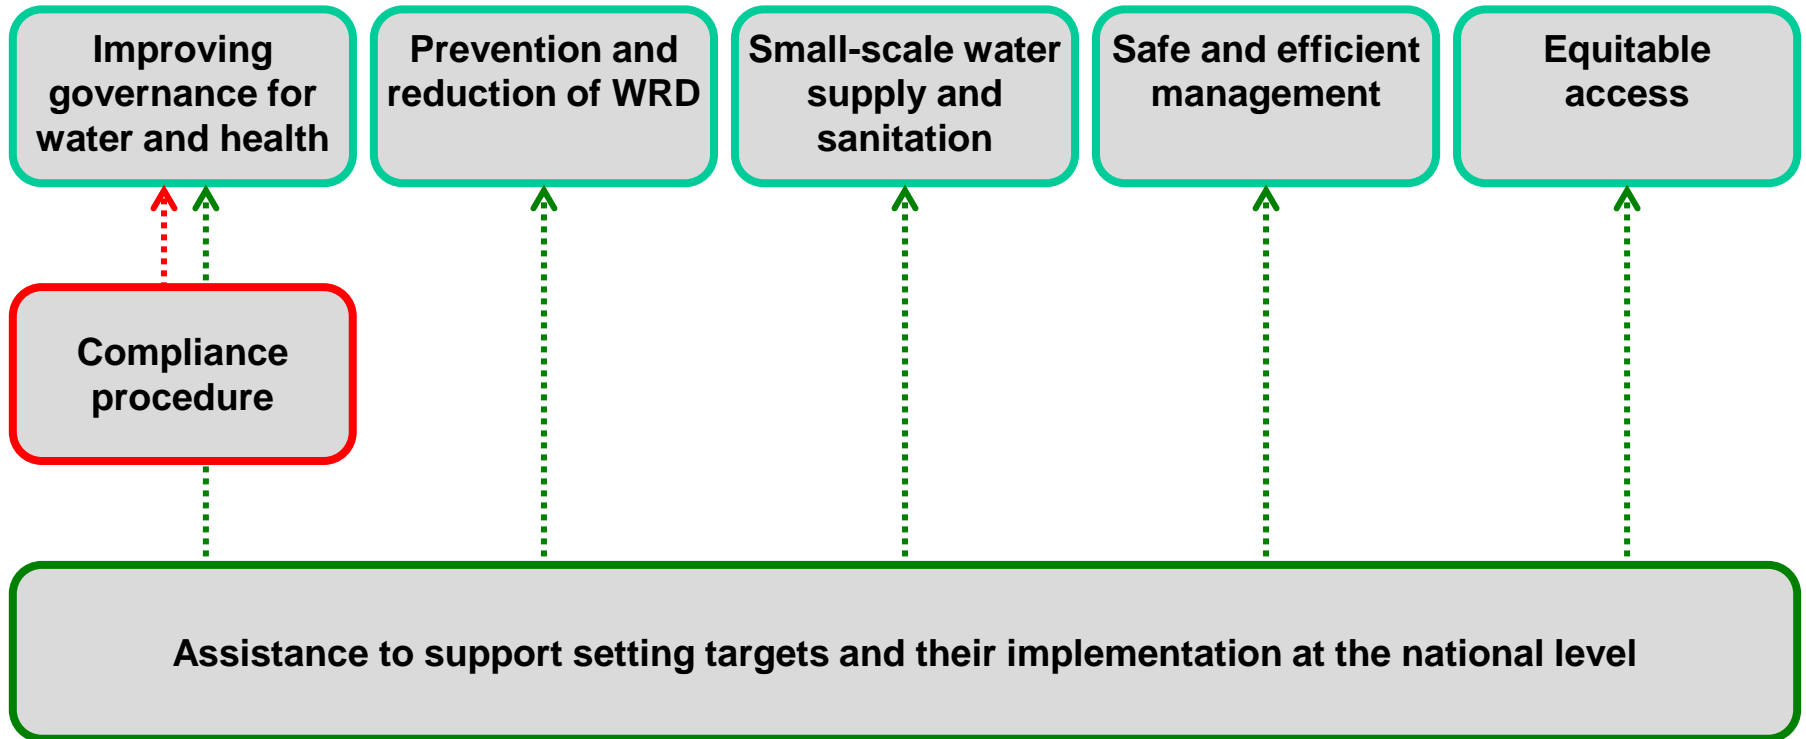 Improving
governance for
water and health
Prevention and
reduction of WRD
Small-scale water
supply and
sanitation
Safe and efficient
management
Equitable
access
Compliance
procedure
Assistance to support setting targets and their implementation at the national level